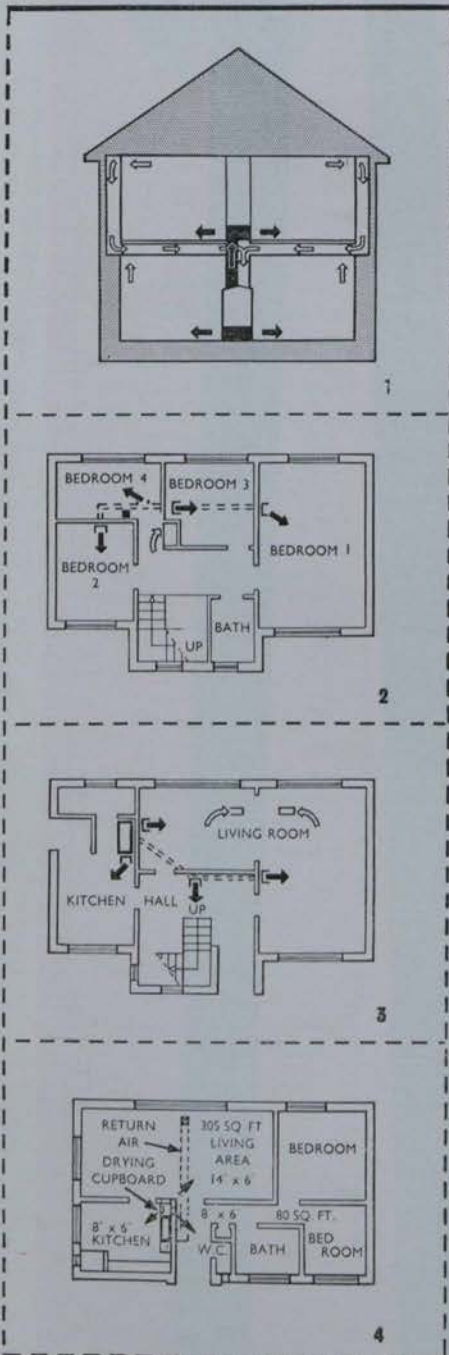 1
BEDROOM 4
BEDROOM 3
BEDROOM 1
BEDROOM
2
UP
BATH
2
LIVING ROOM
KITCHEN
HALL
UP
3
RETURN
AIR
DRYING
CUPBOARD
305 SQ FT
LIVING
AREA
14' x 6'
BEDROOM
8' x 6'
KITCHEN
8 x 6
80 SQ. FT.
W.C.
BATH
BED
ROOM
4